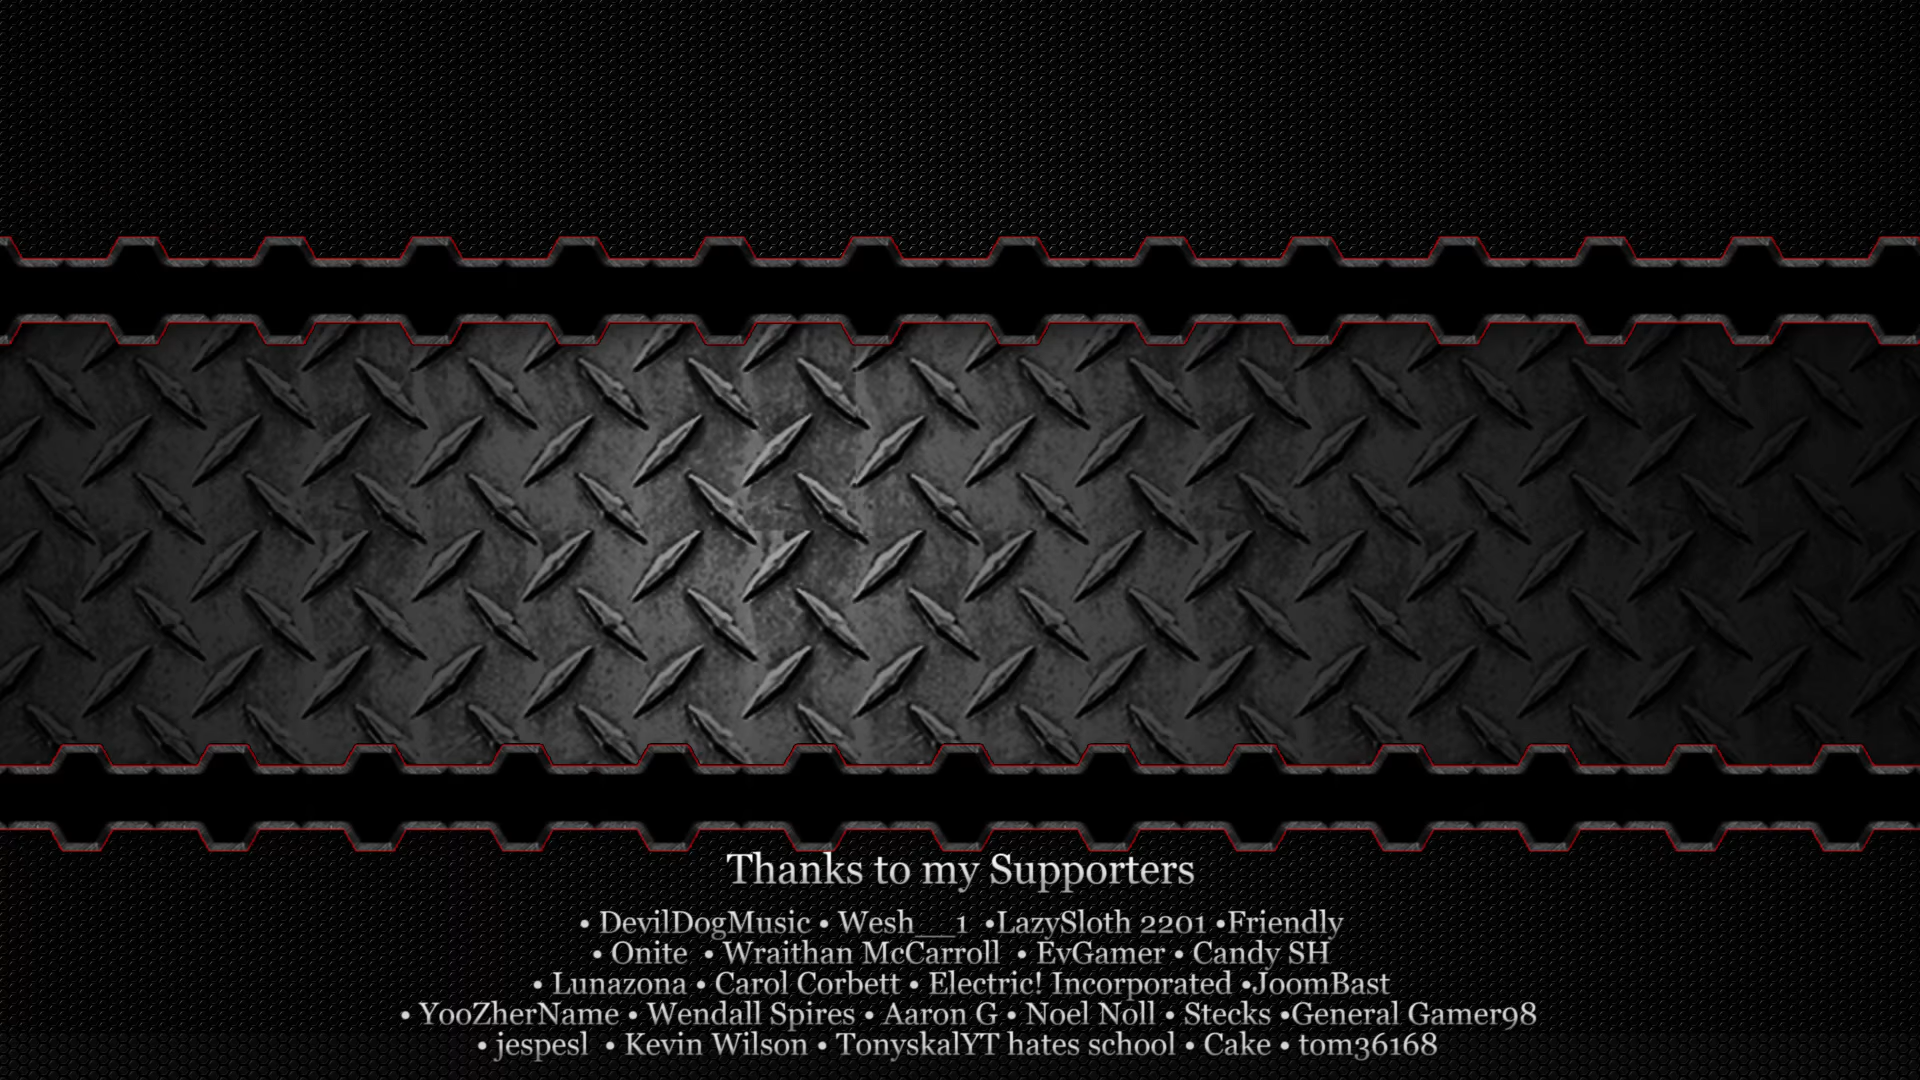 Thanks to my Supporters
• DevilDogMusic • Wesh__1 •LazySloth 2201 •Friendly
• Onite • Wraithan McCarroll • EvGamer • Candy SH
• Lunazona • Carol Corbett • Electric! Incorporated •JoomBast
• YooZherName • Wendall Spires • Aaron G • Noel Noll • Stecks •General Gamer98
• jespesl • Kevin Wilson • TonyskalYT hates school • Cake • tom36168